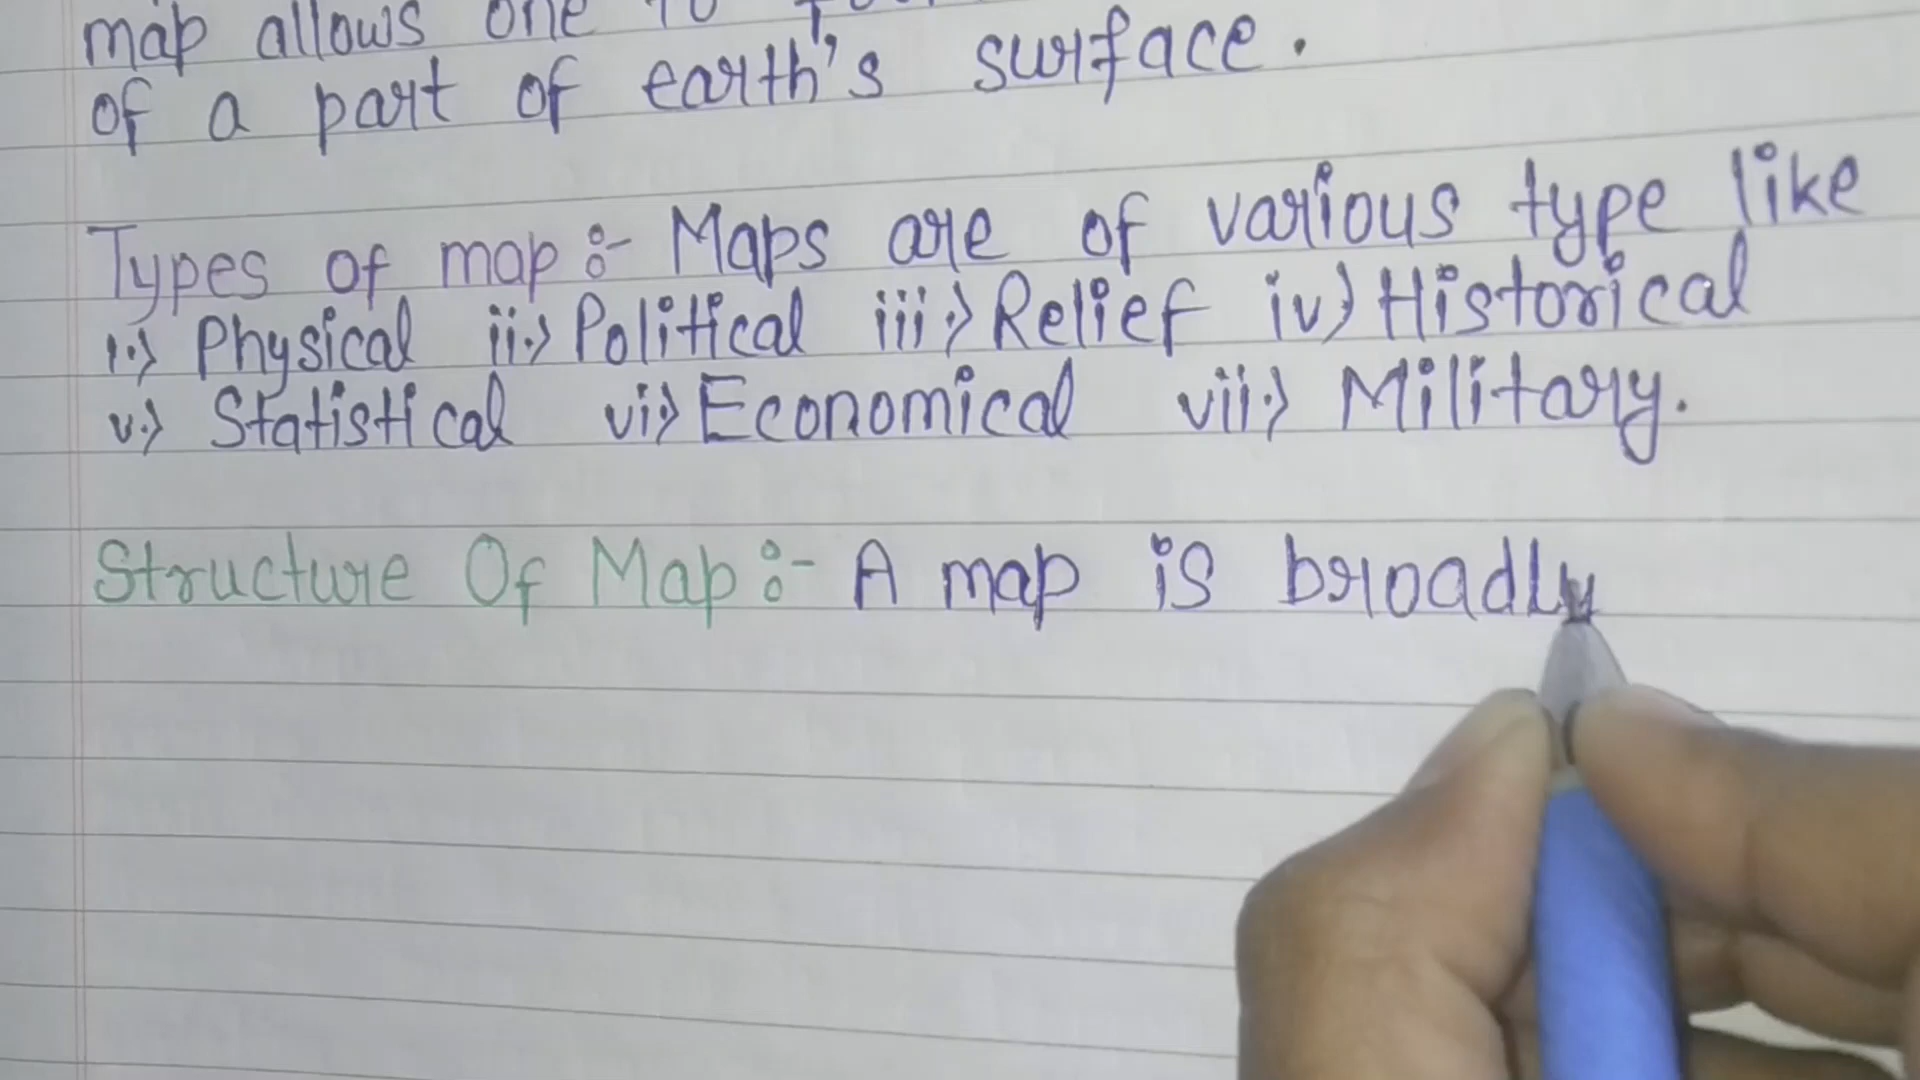 map allows one to
of a part of earth's surface.
Types of map :- Maps are of various type like
i.) Physical ii.) Political iii.) Relief iv) Historical
v.) Statistical vi) Economical vii.) Military.
Structure Of Map :- A map is broadly